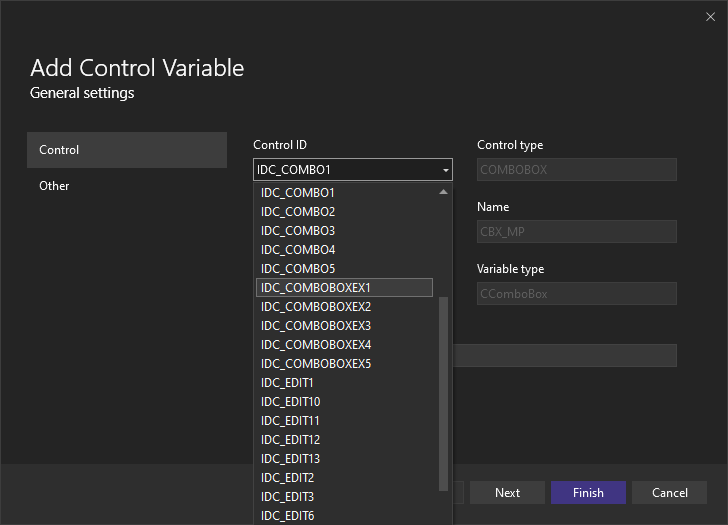 Add Control Variable
General settings
Control
Other
Control ID
IDC_COMBO1
IDC_COMBO1
IDC_COMBO2
IDC_COMBO3
IDC_COMBO4
IDC_COMBO5
IDC_COMBOBOXEX1
IDC_COMBOBOXEX2
IDC_COMBOBOXEX3
IDC_COMBOBOXEX4
IDC_COMBOBOXEX5
IDC_EDIT1
IDC_EDIT10
IDC_EDIT11
IDC_EDIT12
IDC_EDIT13
IDC_EDIT2
IDC_EDIT3
IDC_EDIT6
Control type
COMBOBOX
Name
CBX_MP
Variable type
CComboBox
Next
Finish
Cancel